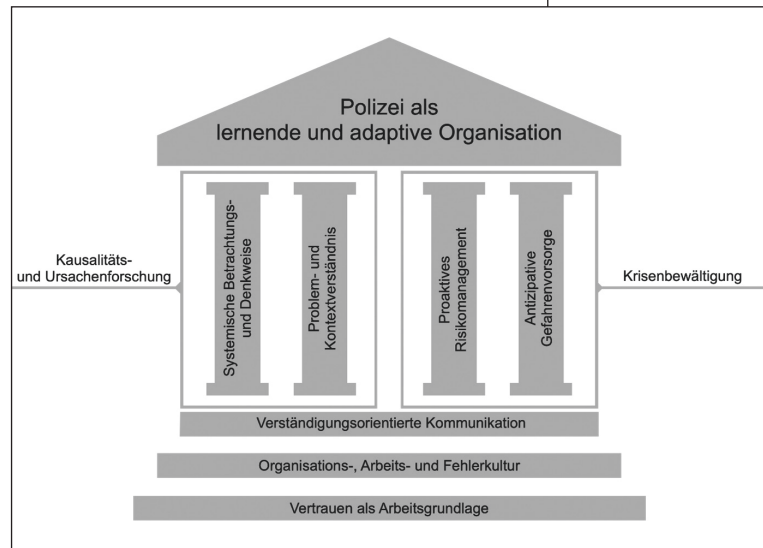 Polizei als
lernende und adaptive Organisation
Kausalitäts-
und Ursachenforschung
Systemische Betrachtungs-
und Denkweise
Problem- und
Kontextverständnis
Proaktives
Risikomanagement
Antizipative
Gefahrenvorsorge
Krisenbewältigung
Verständigungsorientierte Kommunikation
Organisations-, Arbeits- und Fehlerkultur
Vertrauen als Arbeitsgrundlage